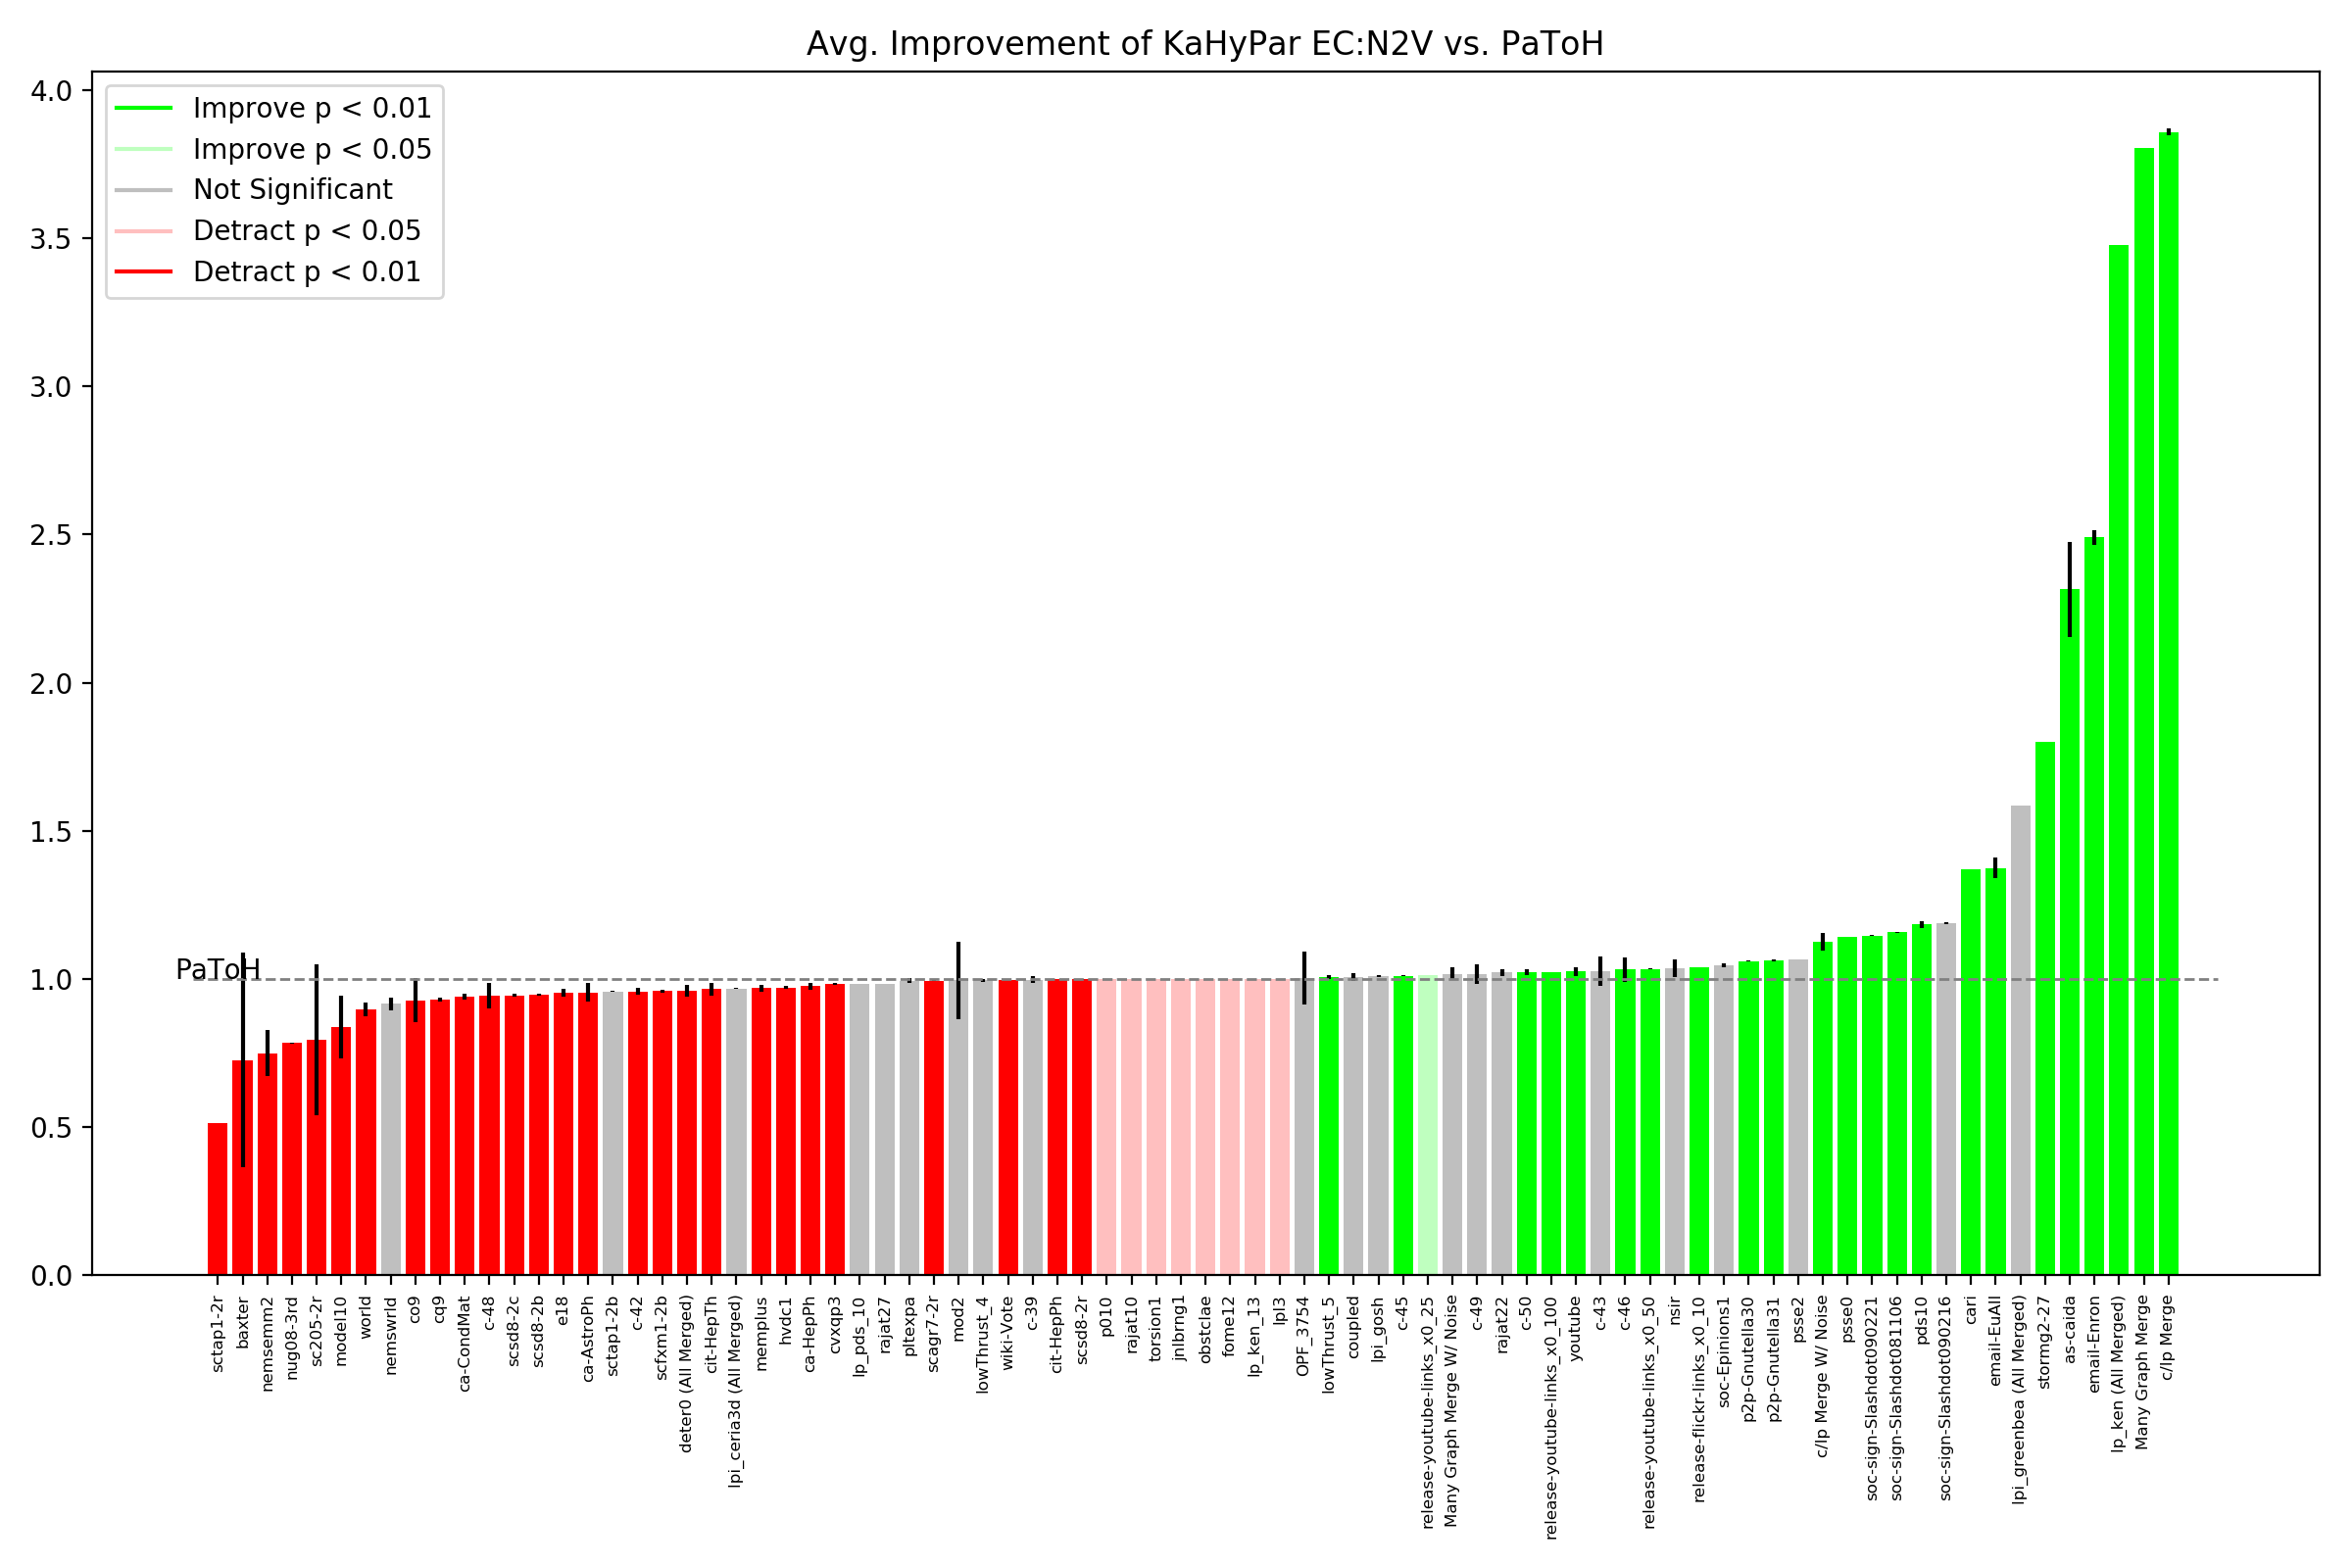 Avg. Improvement of KaHyPar EC:N2V vs. PaToH
4.0
3.5
3.0
2.5
2.0
1.5
1.0
0.5
0.0
Improve p < 0.01
Improve p < 0.05
Not Significant
Detract p < 0.05
Detract p < 0.01
PaToH
sctap1-2r
baxter
nemsemm2
nug08-3rd
sc205-2r
model10
world
nemswrld
co9
cq9
ca-CondMat
c-48
scsd8-2c
scsd8-2b
e18
ca-AstroPh
sctap1-2b
c-42
scfxm1-2b
deter0 (All Merged)
cit-HepTh
lpi_ceria3d (All Merged)
memplus
hvdc1
ca-HepPh
cvxqp3
lp_pds_10
rajat27
pltexpa
scagr7-2r
mod2
lowThrust_4
wiki-Vote
c-39
cit-HepPh
scsd8-2r
p010
rajat10
torsion1
jnlbrng1
obstclae
fome12
lp_ken_13
lpl3
OPF_3754
lowThrust_5
coupled
lpi_gosh
c-45
release-youtube-links_x0_25
Many Graph Merge W/ Noise
c-49
rajat22
c-50
release-youtube-links_x0_100
youtube
c-43
c-46
release-youtube-links_x0_50
nsir
release-flickr-links_x0_10
soc-Epinions1
p2p-Gnutella30
p2p-Gnutella31
psse2
c/lp Merge W/ Noise
psse0
soc-sign-Slashdot090221
soc-sign-Slashdot081106
pds10
soc-sign-Slashdot090216
cari
email-EuAll
lpi_greenbea (All Merged)
stormg2-27
as-caida
email-Enron
lp_ken (All Merged)
Many Graph Merge
c/lp Merge